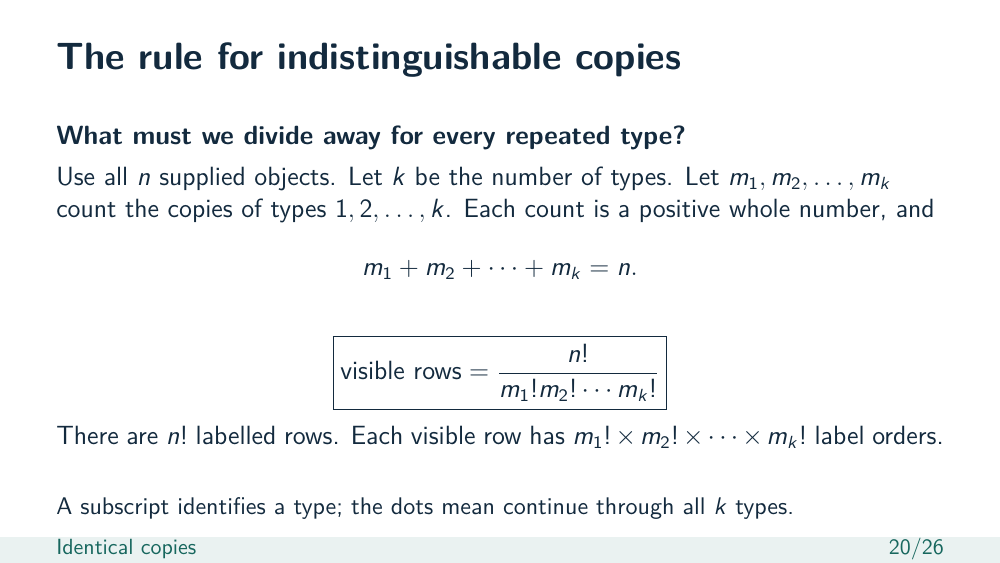 The rule for indistinguishable copies
What must we divide away for every repeated type?
Use all n supplied objects. Let k be the number of types. Let m₁, m₂, . . . , mₖ
count the copies of types 1, 2, . . . , k. Each count is a positive whole number, and
m₁ + m₂ + · · · + mₖ = n.
visible rows = n! / m₁!m₂! · · · mₖ!
There are n! labelled rows. Each visible row has m₁! × m₂! × · · · × mₖ! label orders.
A subscript identifies a type; the dots mean continue through all k types.
Identical copies 20/26